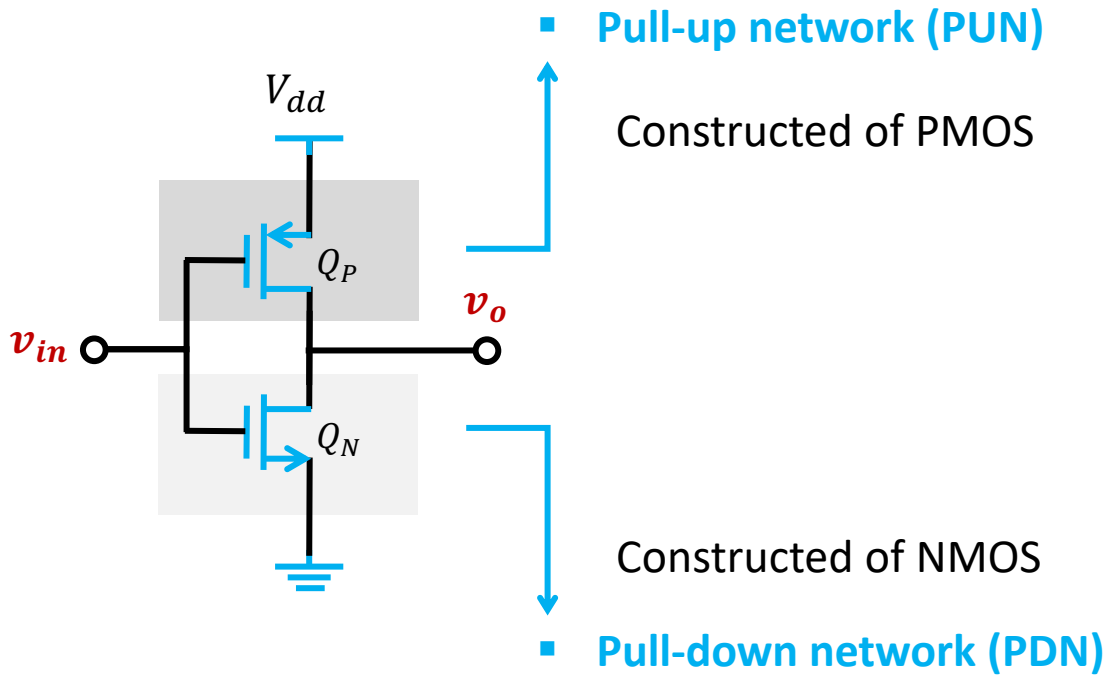 ▪ Pull-up network (PUN)
V_dd
Constructed of PMOS
Q_P
v_o
v_in
Q_N
Constructed of NMOS
▪ Pull-down network (PDN)